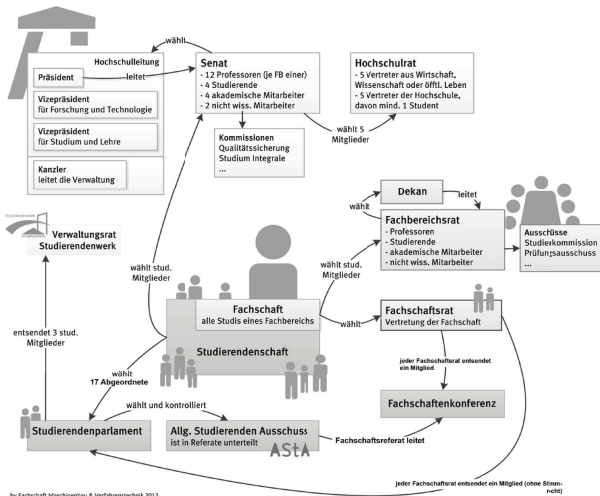 wählt
Hochschulleitung
Präsident
leitet
Vizepräsident
für Forschung und Technologie
Vizepräsident
für Studium und Lehre
Kanzler
leitet die Verwaltung
Senat
- 12 Professoren (je FB einer)
- 4 Studierende
- 4 akademische Mitarbeiter
- 2 nicht wiss. Mitarbeiter
Hochschulrat
- 5 Vertreter aus Wirtschaft,
Wissenschaft oder öfftl. Leben
- 5 Vertreter der Hochschule,
davon mind. 1 Student
Kommissionen
Qualitätssicherung
Studium Integrale
...
wählt 5
Mitglieder
Dekan
leitet
wählt
Fachbereichsrat
- Professoren
- Studierende
- akademische Mitarbeiter
- nicht wiss. Mitarbeiter
Ausschüsse
Studienkommission
Prüfungsausschuss
...
Verwaltungsrat
Studierendenwerk
wählt stud.
Mitglieder
wählt stud.
Mitglieder
Fachschaft
alle Studis eines Fachbereichs
Studierendenschaft
wählt
Fachschaftsrat
Vertretung der Fachschaft
entsendet 3 stud.
Mitglieder
wählt
17 Abgeordnete
jeder Fachschaftsrat entsendet
ein Mitglied
Fachschaftenkonferenz
wählt und kontrolliert
Studierendenparlament
Allg. Studierenden Ausschuss
ist in Referate unterteilt
AStA
Fachschaftsreferat leitet
jeder Fachschaftsrat entsendet ein Mitglied (ohne Stimm-
recht)
by Fachschaft Maschinenbau & Verfahrenstechnik 2012